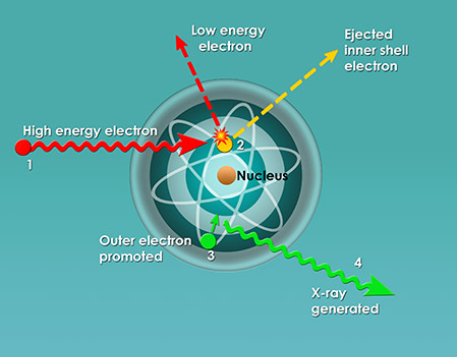 Low energy
electron
Ejected
inner shell
electron
High energy electron
1
2
Nucleus
Outer electron
promoted
3
4
X-ray
generated